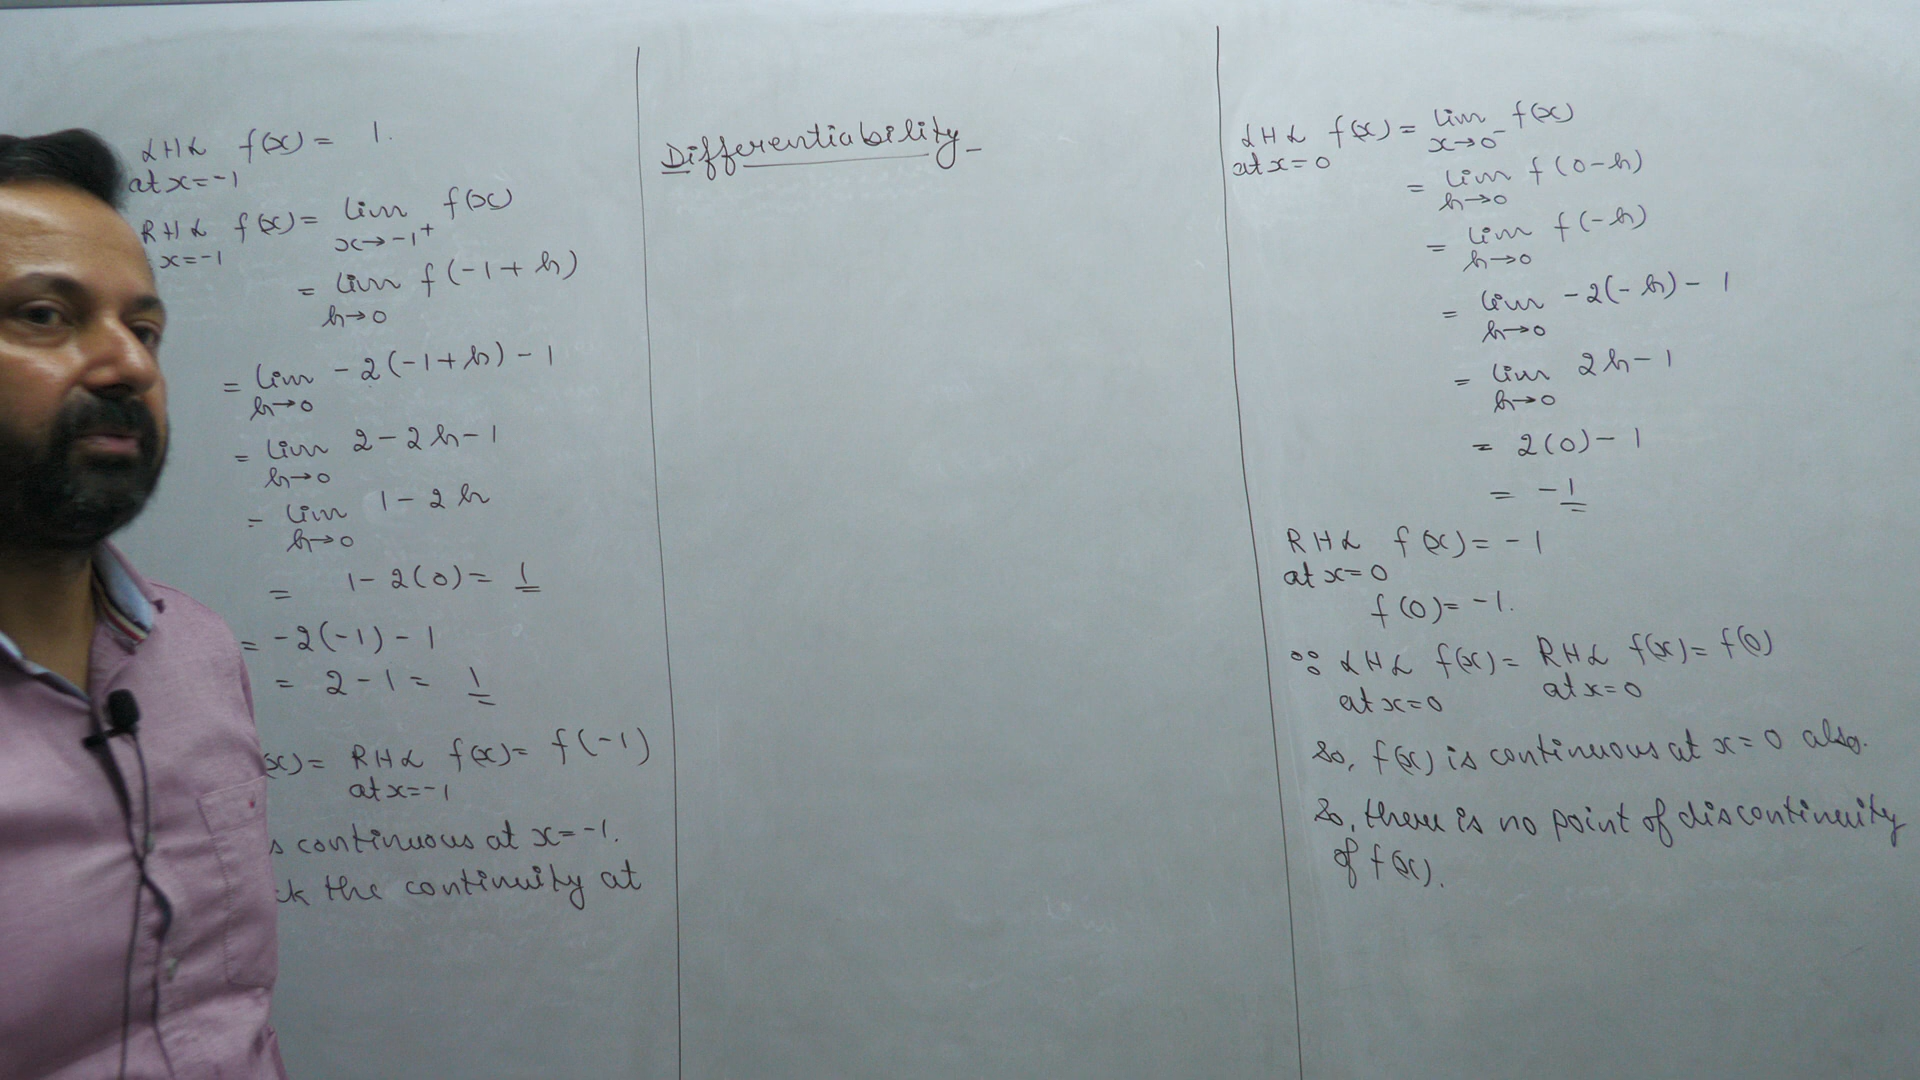 LHL f(x) = 1.
at x=-1
RHL f(x) = lim f(x)
x=-1 x→-1⁺
= lim f(-1+h)
h→0
= lim -2(-1+h)-1
h→0
= lim 2-2h-1
h→0
= lim 1-2h
h→0
= 1-2(0) = 1
= -2(-1)-1
= 2-1 = 1
(x) = RHL f(x) = f(-1)
at x=-1
s continuous at x=-1.
ck the continuity at
Differentiability-
LHL f(x) = lim f(x)
at x=0 x→0⁻
= lim f(0-h)
h→0
= lim f(-h)
h→0
= lim -2(-h)-1
h→0
= lim 2h-1
h→0
= 2(0)-1
= -1
RHL f(x) = -1
at x=0
f(0) = -1.
∵ LHL f(x) = RHL f(x) = f(0)
at x=0 at x=0
So, f(x) is continuous at x=0 also.
So, there is no point of discontinuity
of f(x).